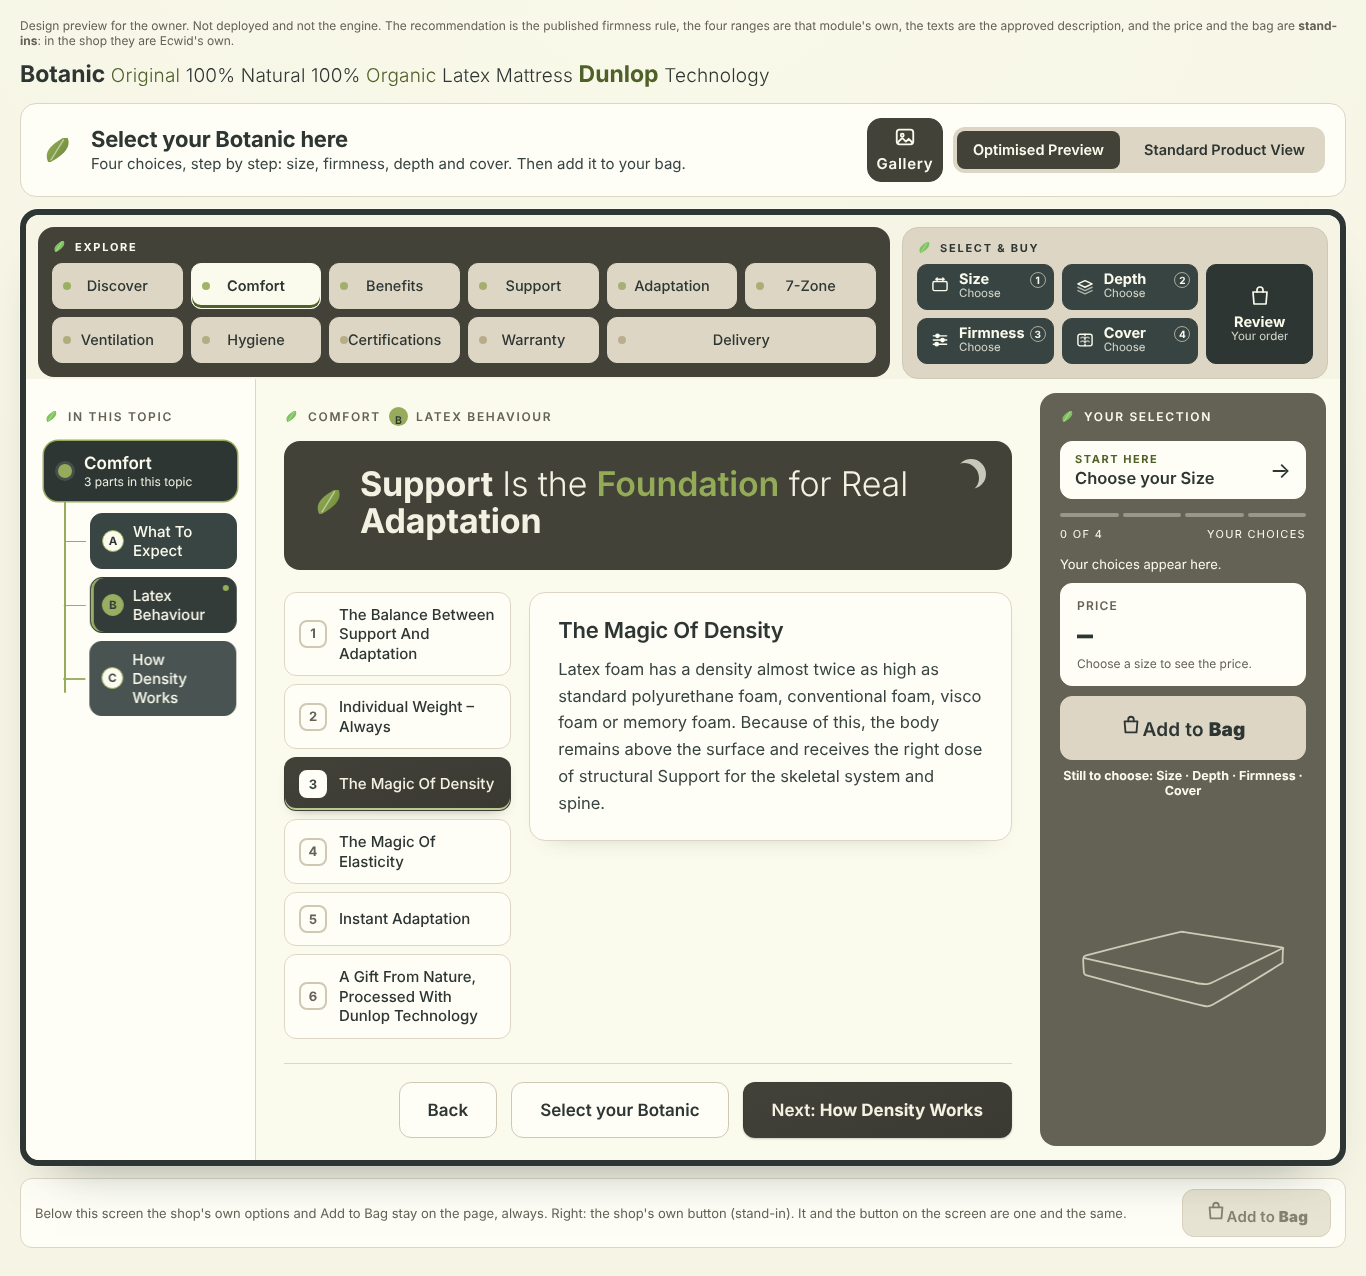 Design preview for the owner. Not deployed and not the engine. The recommendation is the published firmness rule, the four ranges are that module's own, the texts are the approved description, and the price and the bag are stand-
ins: in the shop they are Ecwid's own.
Botanic Original 100% Natural 100% Organic Latex Mattress Dunlop Technology
Select your Botanic here
Four choices, step by step: size, firmness, depth and cover. Then add it to your bag.
Gallery
Optimised Preview
Standard Product View
EXPLORE
Discover
Comfort
Benefits
Support
Adaptation
7-Zone
Ventilation
Hygiene
Certifications
Warranty
Delivery
SELECT & BUY
Size
Choose
1
Depth
Choose
2
Firmness
Choose
3
Cover
Choose
4
Review
Your order
IN THIS TOPIC
Comfort
3 parts in this topic
A
What To
Expect
B
Latex
Behaviour
C
How
Density
Works
COMFORT B LATEX BEHAVIOUR
Support Is the Foundation for Real
Adaptation
1
The Balance Between
Support And
Adaptation
2
Individual Weight –
Always
3
The Magic Of Density
4
The Magic Of
Elasticity
5
Instant Adaptation
6
A Gift From Nature,
Processed With
Dunlop Technology
The Magic Of Density
Latex foam has a density almost twice as high as
standard polyurethane foam, conventional foam, visco
foam or memory foam. Because of this, the body
remains above the surface and receives the right dose
of structural Support for the skeletal system and
spine.
Back
Select your Botanic
Next: How Density Works
YOUR SELECTION
START HERE
Choose your Size
0 OF 4
YOUR CHOICES
Your choices appear here.
PRICE
–
Choose a size to see the price.
Add to Bag
Still to choose: Size · Depth · Firmness ·
Cover
Below this screen the shop's own options and Add to Bag stay on the page, always. Right: the shop's own button (stand-in). It and the button on the screen are one and the same.
Add to Bag